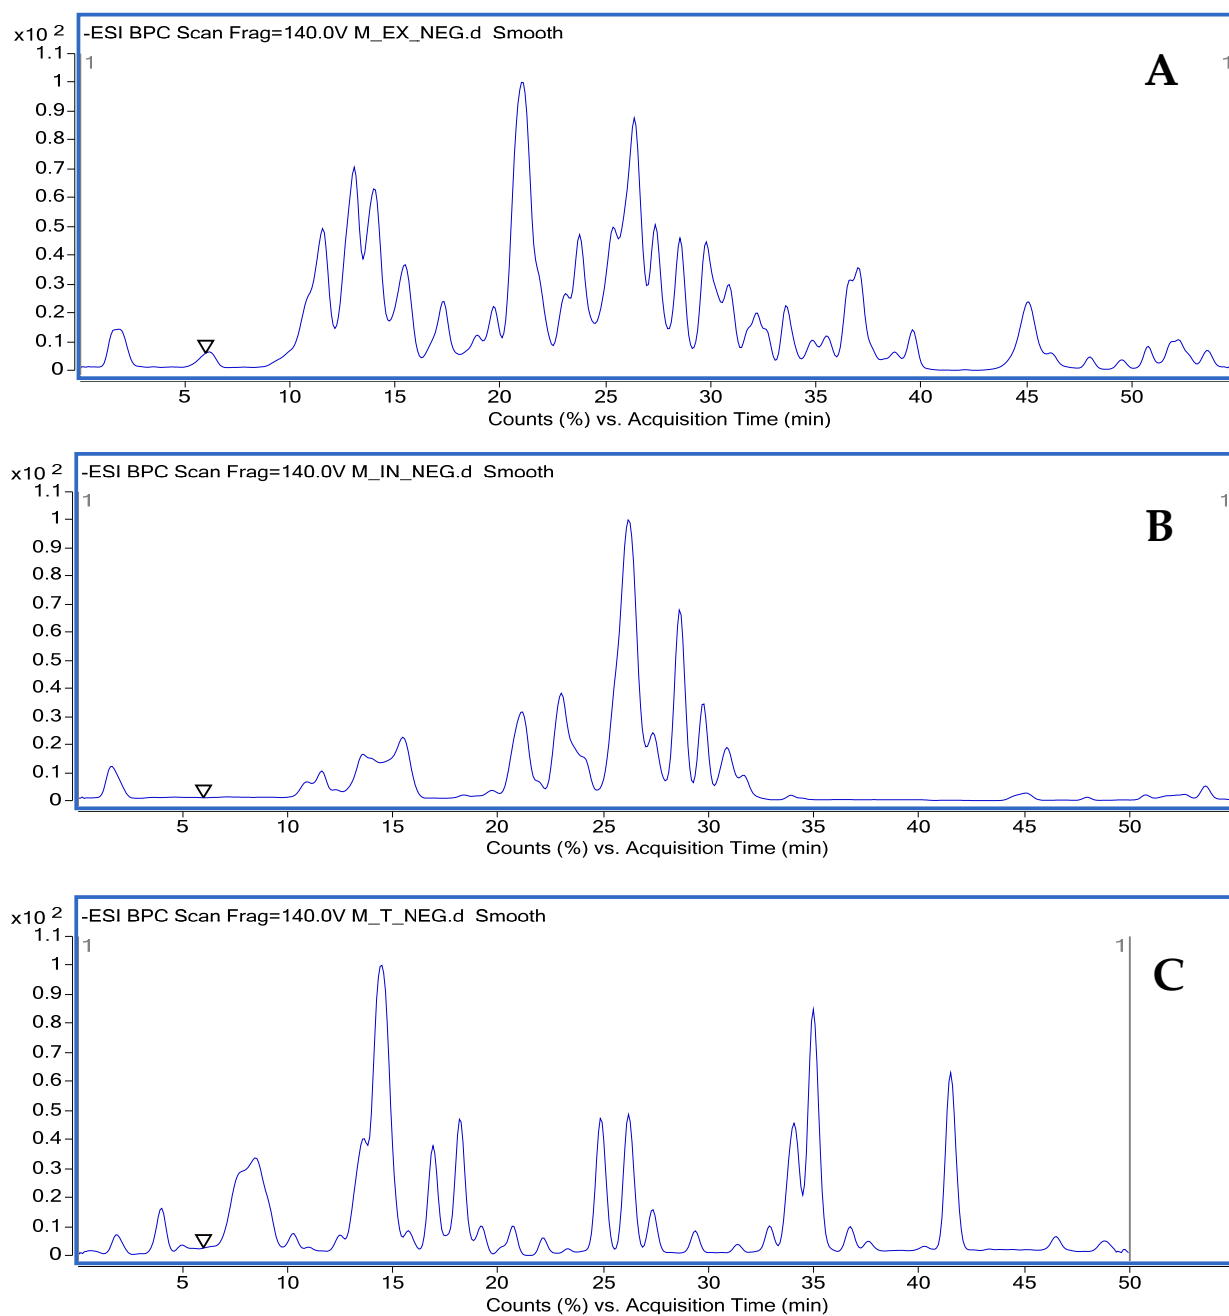 x10 2
-ESI BPC Scan Frag=140.0V M_EX_NEG.d Smooth
1.1
1 1
A
1
0.9
0.8
0.7
0.6
0.5
0.4
0.3
0.2
0.1
0
5 10 15 20 25 30 35 40 45 50
Counts (%) vs. Acquisition Time (min)
x10 2
-ESI BPC Scan Frag=140.0V M_IN_NEG.d Smooth
1.1
1 1
B
1
0.9
0.8
0.7
0.6
0.5
0.4
0.3
0.2
0.1
0
5 10 15 20 25 30 35 40 45 50
Counts (%) vs. Acquisition Time (min)
x10 2
-ESI BPC Scan Frag=140.0V M_T_NEG.d Smooth
1.1
1 1
C
1
0.9
0.8
0.7
0.6
0.5
0.4
0.3
0.2
0.1
0
5 10 15 20 25 30 35 40 45 50
Counts (%) vs. Acquisition Time (min)